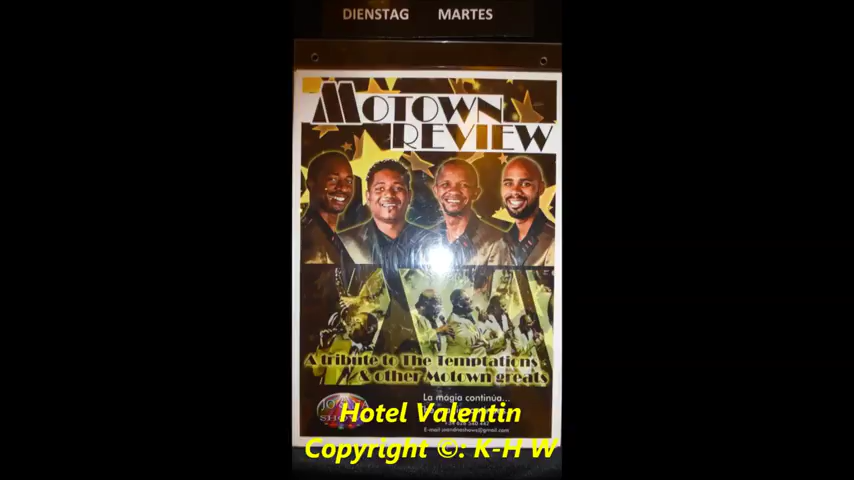 DIENSTAG MARTES
MOTOWN
REVIEW
A tribute to The Temptations
& other Motown greats
La magia continúa...
Hotel Valentin
Copyright ©: K-H W